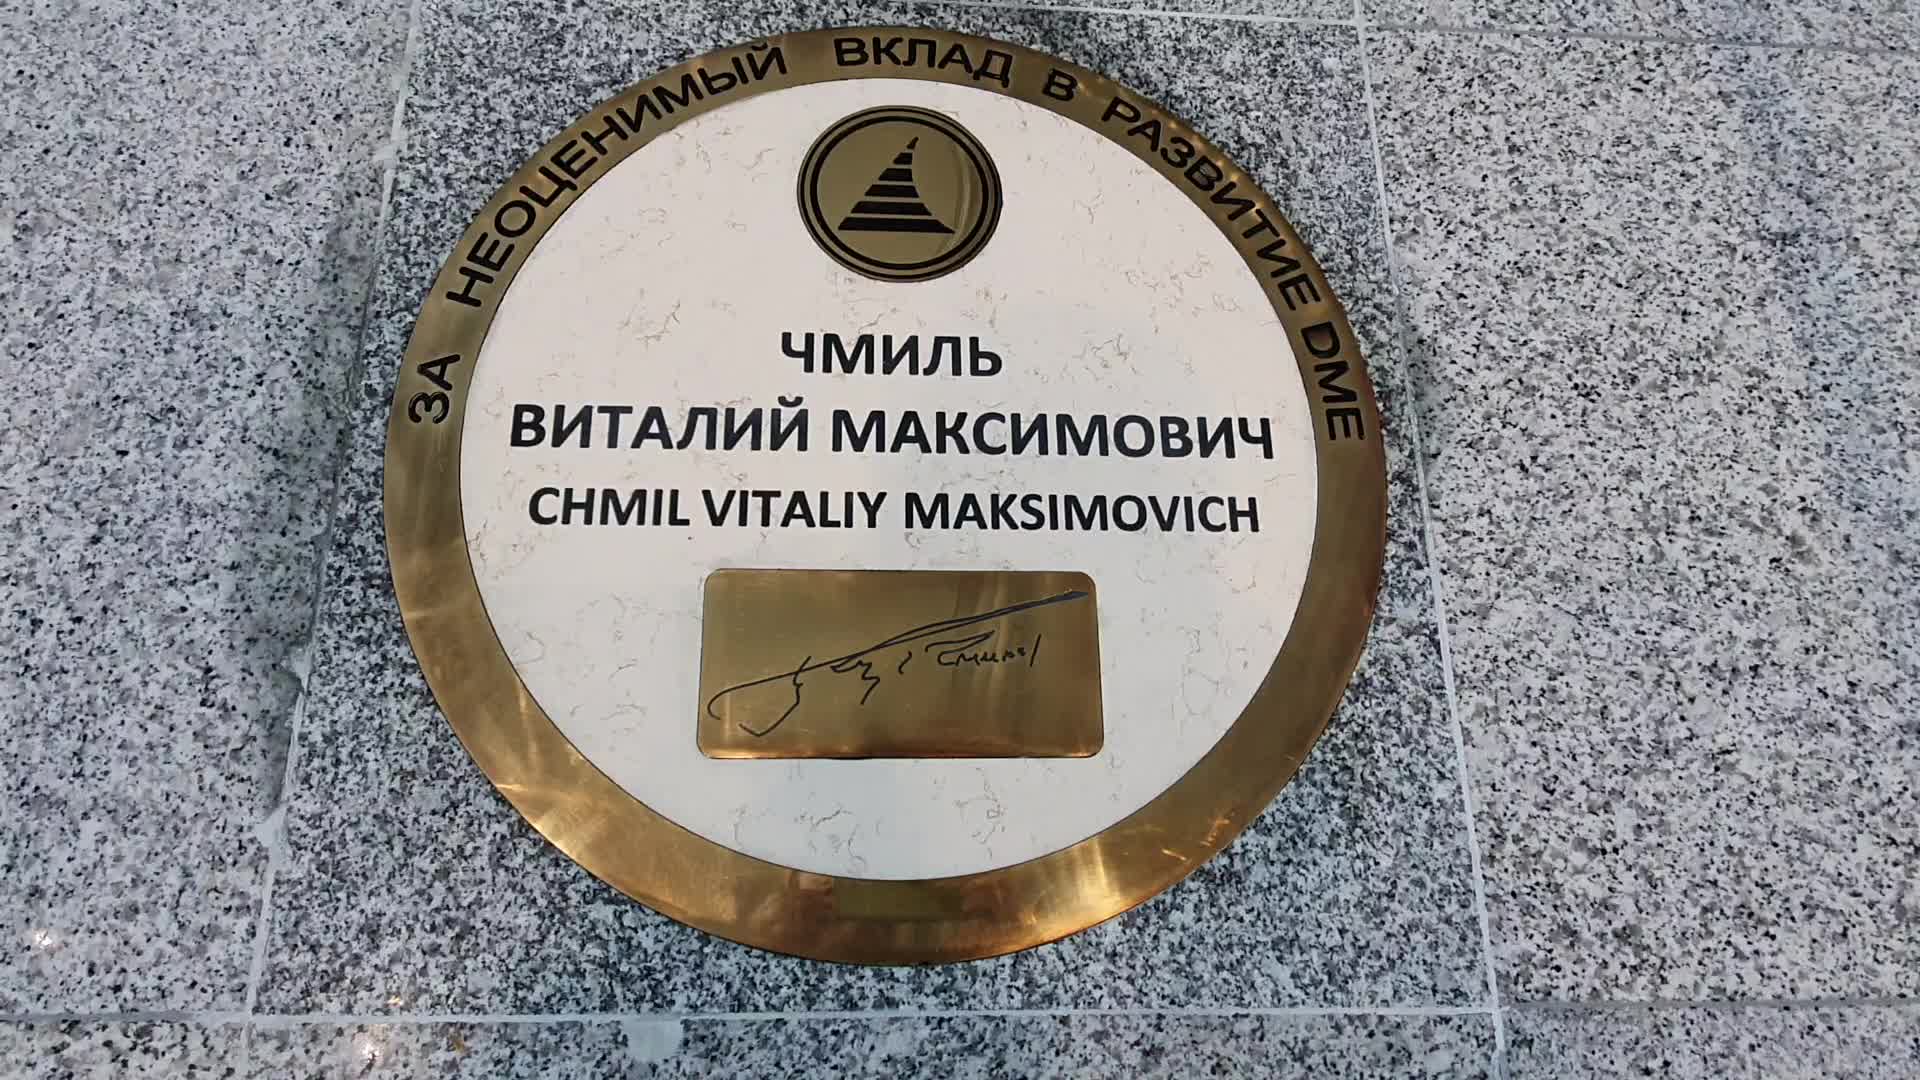 ЗА НЕОЦЕНИМЫЙ ВКЛАД В РАЗВИТИЕ DME
ЧМИЛЬ
ВИТАЛИЙ МАКСИМОВИЧ
CHMIL VITALIY MAKSIMOVICH